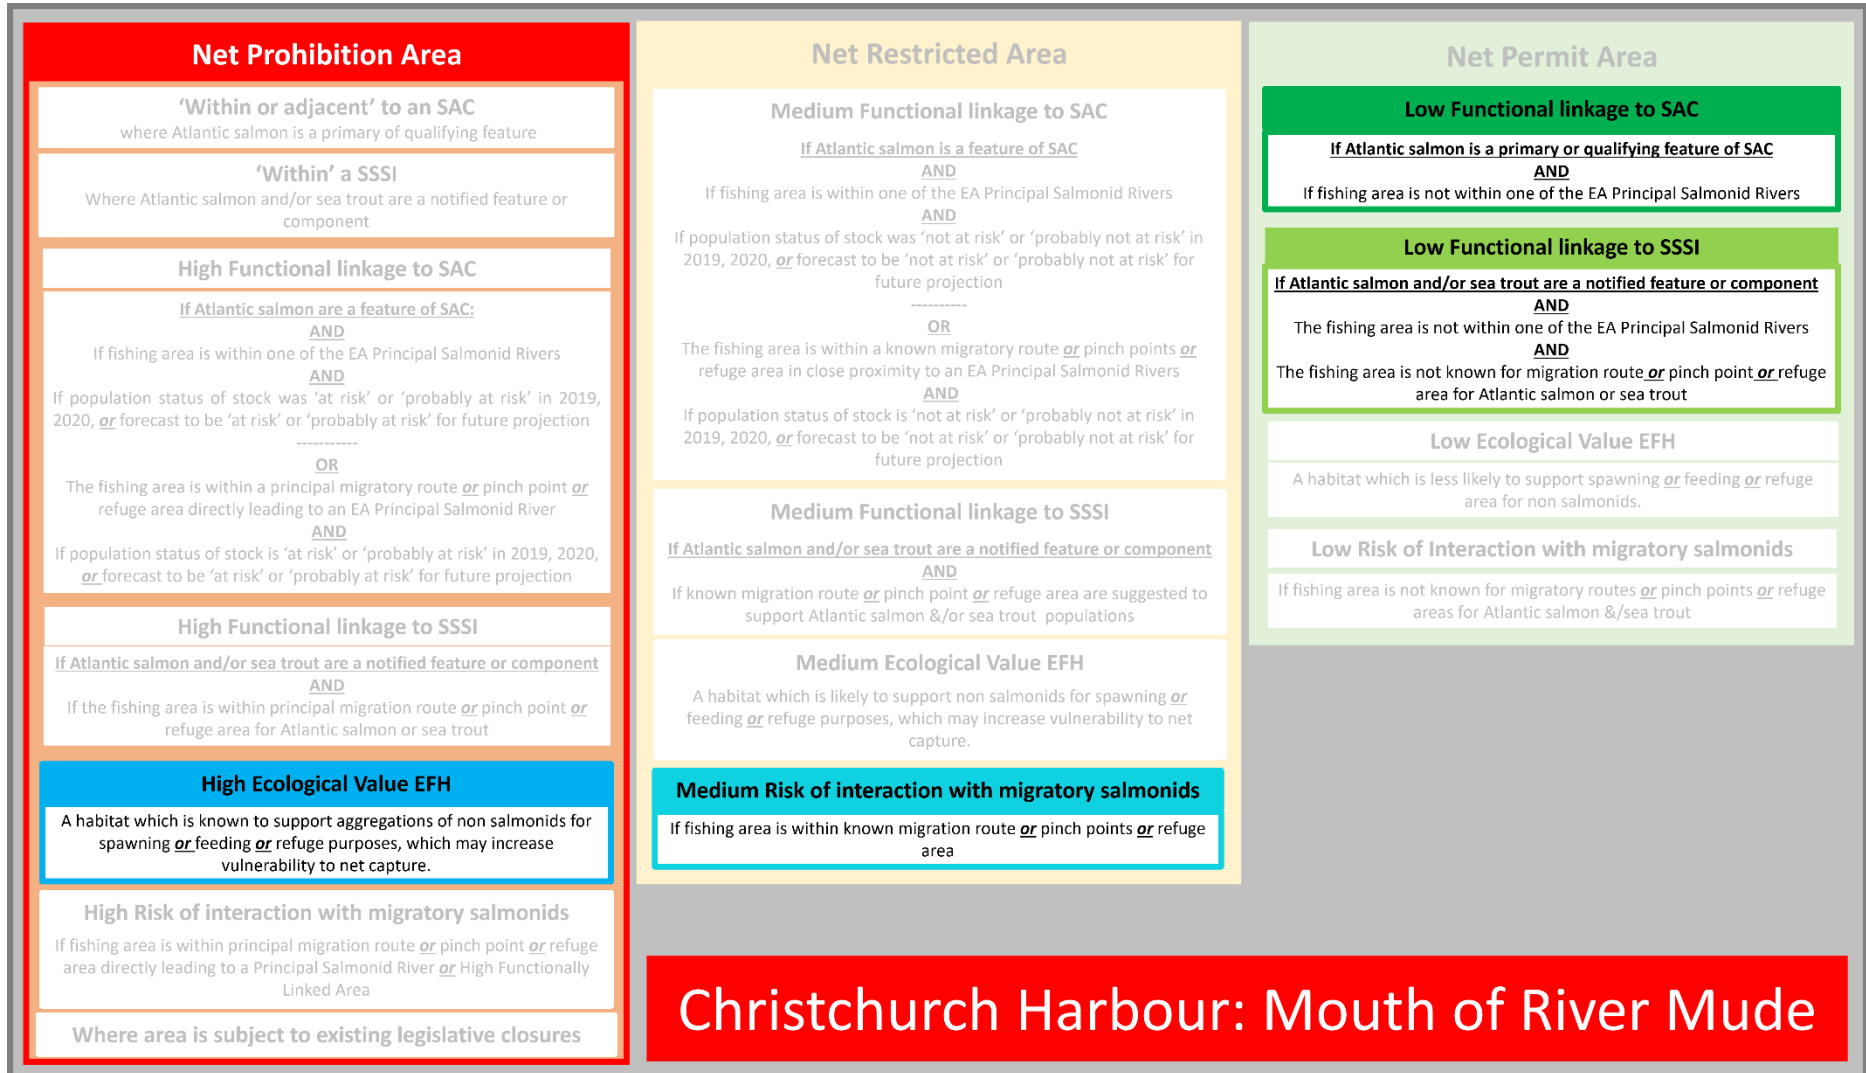 Net Prohibition Area
‘Within or adjacent’ to an SAC
where Atlantic salmon is a primary of qualifying feature
‘Within’ a SSSI
Where Atlantic salmon and/or sea trout are a notified feature or
component
High Functional linkage to SAC
If Atlantic salmon are a feature of SAC:
AND
If fishing area is within one of the EA Principal Salmonid Rivers
AND
If population status of stock was ‘at risk’ or ‘probably at risk’ in 2019,
2020, or forecast to be ‘at risk’ or ‘probably at risk’ for future projection
-----------
OR
The fishing area is within a principal migratory route or pinch point or
refuge area directly leading to an EA Principal Salmonid River
AND
If population status of stock is ‘at risk’ or ‘probably at risk’ in 2019, 2020,
or forecast to be ‘at risk’ or ‘probably at risk’ for future projection
High Functional linkage to SSSI
If Atlantic salmon and/or sea trout are a notified feature or component
AND
If the fishing area is within principal migration route or pinch point or
refuge area for Atlantic salmon or sea trout
High Ecological Value EFH
A habitat which is known to support aggregations of non salmonids for
spawning or feeding or refuge purposes, which may increase
vulnerability to net capture.
High Risk of interaction with migratory salmonids
If fishing area is within principal migration route or pinch point or refuge
area directly leading to a Principal Salmonid River or High Functionally
Linked Area
Where area is subject to existing legislative closures
Net Restricted Area
Medium Functional linkage to SAC
If Atlantic salmon is a feature of SAC
AND
If fishing area is within one of the EA Principal Salmonid Rivers
AND
If population status of stock was ‘not at risk’ or ‘probably not at risk’ in
2019, 2020, or forecast to be ‘not at risk’ or ‘probably not at risk’ for
future projection
----------
OR
The fishing area is within a known migratory route or pinch points or
refuge area in close proximity to an EA Principal Salmonid Rivers
AND
If population status of stock is ‘not at risk’ or ‘probably not at risk’ in
2019, 2020, or forecast to be ‘not at risk’ or ‘probably not at risk’ for
future projection
Medium Functional linkage to SSSI
If Atlantic salmon and/or sea trout are a notified feature or component
AND
If known migration route or pinch point or refuge area are suggested to
support Atlantic salmon &/or sea trout populations
Medium Ecological Value EFH
A habitat which is likely to support non salmonids for spawning or
feeding or refuge purposes, which may increase vulnerability to net
capture.
Medium Risk of interaction with migratory salmonids
If fishing area is within known migration route or pinch points or refuge
area
Net Permit Area
Low Functional linkage to SAC
If Atlantic salmon is a primary or qualifying feature of SAC
AND
If fishing area is not within one of the EA Principal Salmonid Rivers
Low Functional linkage to SSSI
If Atlantic salmon and/or sea trout are a notified feature or component
AND
The fishing area is not within one of the EA Principal Salmonid Rivers
AND
The fishing area is not known for migration route or pinch point or refuge
area for Atlantic salmon or sea trout
Low Ecological Value EFH
A habitat which is less likely to support spawning or feeding or refuge
area for non salmonids.
Low Risk of Interaction with migratory salmonids
If fishing area is not known for migratory routes or pinch points or refuge
areas for Atlantic salmon &/sea trout
Christchurch Harbour: Mouth of River Mude